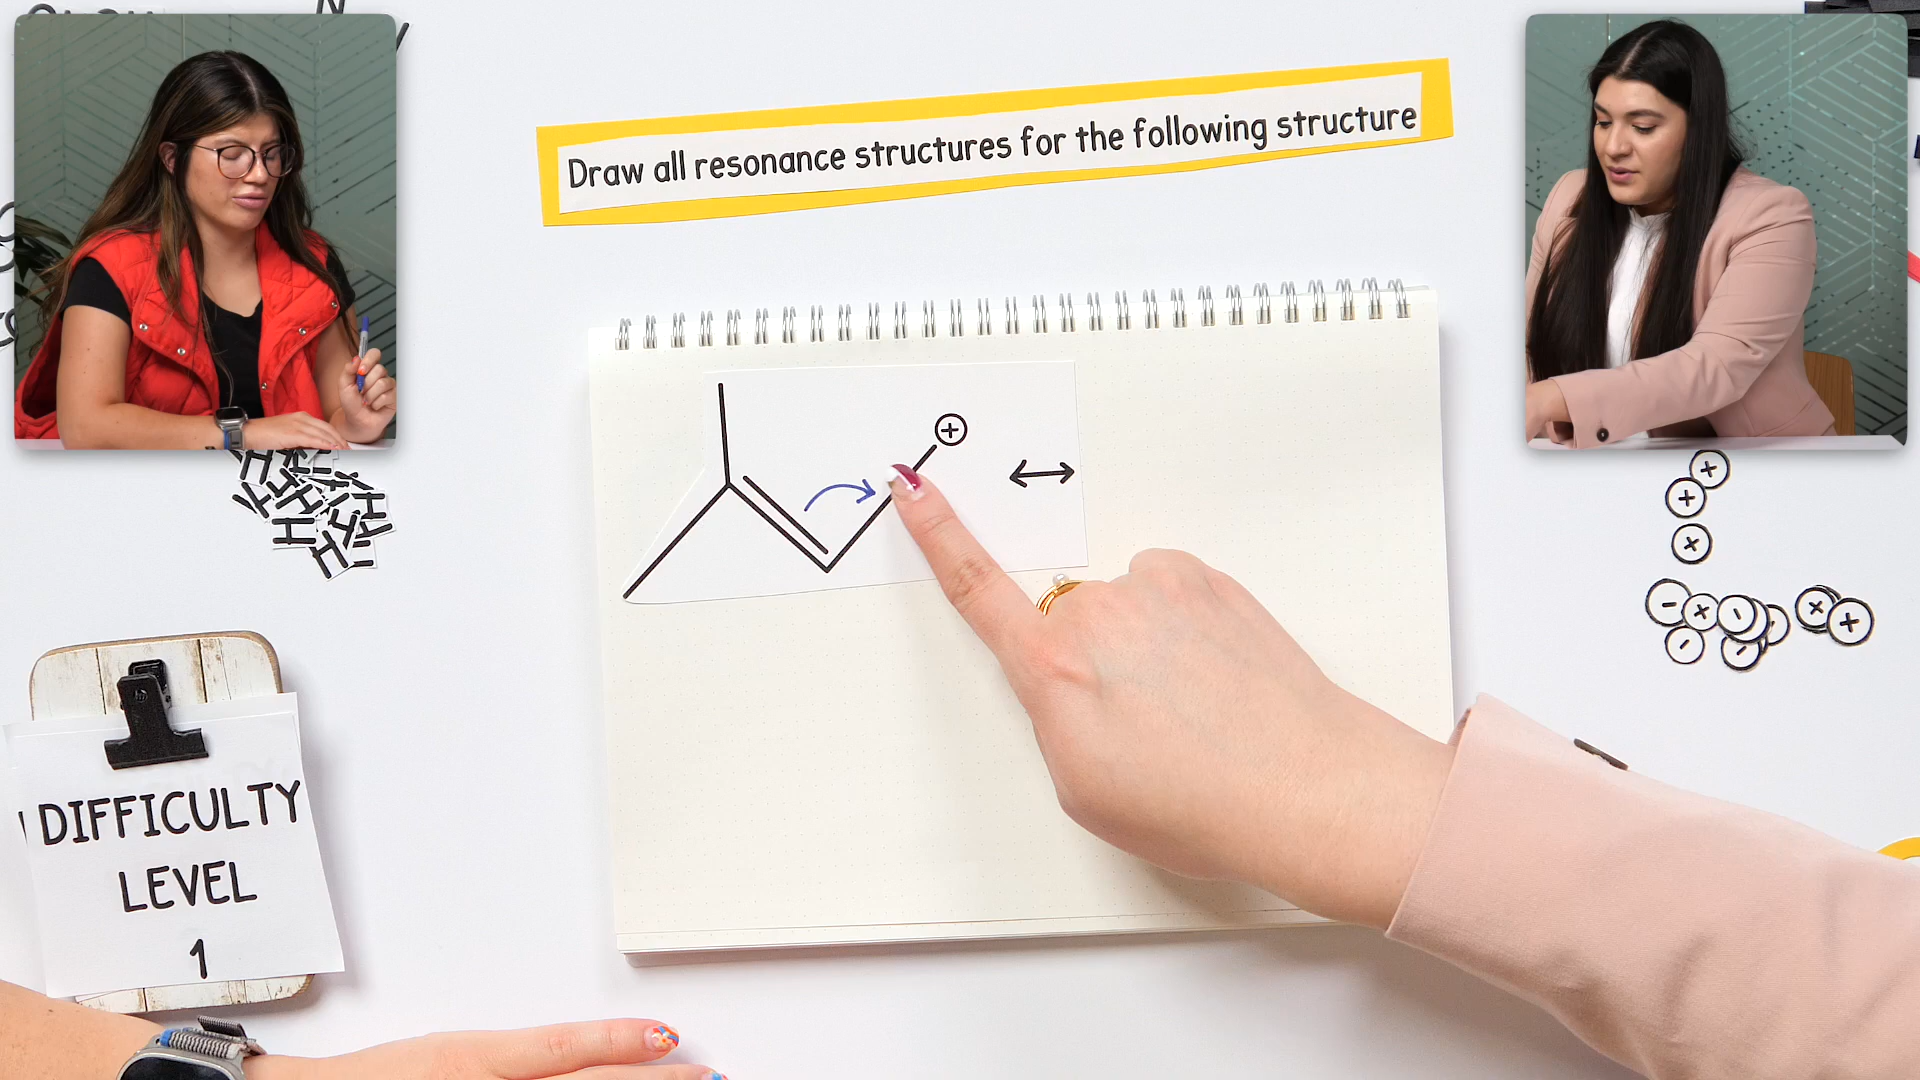 Draw all resonance structures for the following structure
DIFFICULTY
LEVEL
1
H H H H H